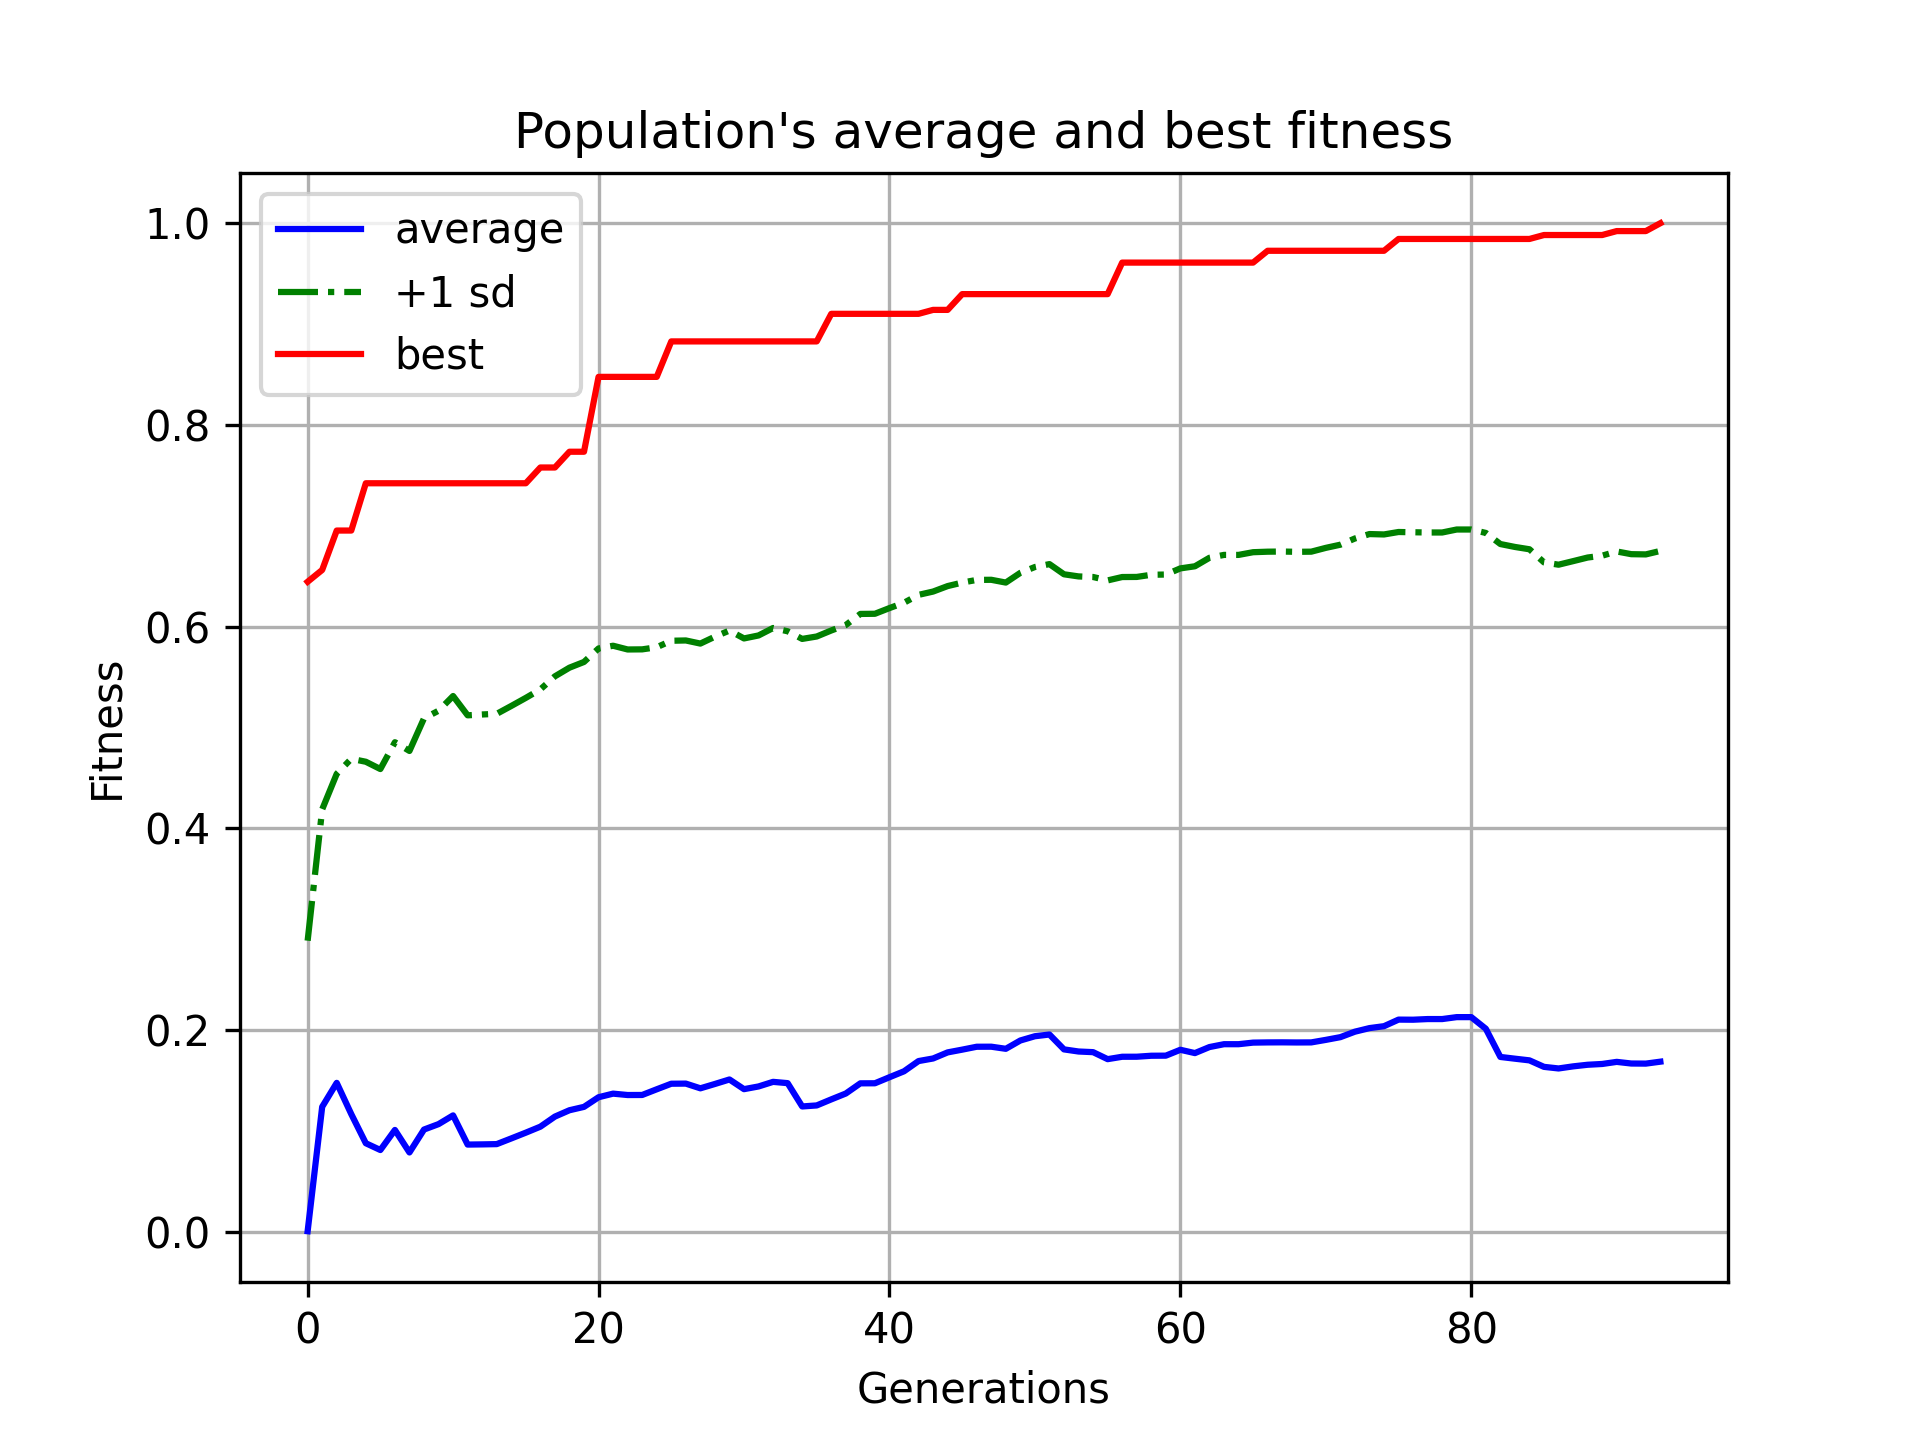 Population's average and best fitness
average
+1 sd
best
1.0
0.8
0.6
0.4
0.2
0.0
Fitness
0 20 40 60 80
Generations